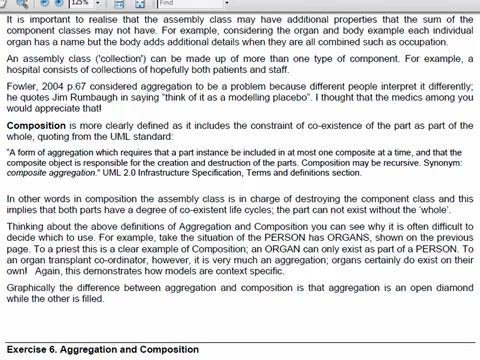 125%
Find
It is important to realise that the assembly class may have additional properties that the sum of the
component classes may not have. For example, considering the organ and body example each individual
organ has a name but the body adds additional details when they are all combined such as occupation.
An assembly class ('collection') can be made up of more than one type of component. For example, a
hospital consists of collections of hopefully both patients and staff.
Fowler, 2004 p.67 considered aggregation to be a problem because different people interpret it differently;
he quotes Jim Rumbaugh in saying "think of it as a modelling placebo". I thought that the medics among you
would appreciate that!
Composition is more clearly defined as it includes the constraint of co-existence of the part as part of the
whole, quoting from the UML standard:
"A form of aggregation which requires that a part instance be included in at most one composite at a time, and that the
composite object is responsible for the creation and destruction of the parts. Composition may be recursive. Synonym:
composite aggregation." UML 2.0 Infrastructure Specification, Terms and definitions section.
In other words in composition the assembly class is in charge of destroying the component class and this
implies that both parts have a degree of co-existent life cycles; the part can not exist without the 'whole'.
Thinking about the above definitions of Aggregation and Composition you can see why it is often difficult to
decide which to use. For example, take the situation of the PERSON has ORGANS, shown on the previous
page. To a priest this is a clear example of Composition; an ORGAN can only exist as part of a PERSON. To
an organ transplant co-ordinator, however, it is very much an aggregation; organs certainly do exist on their
own! Again, this demonstrates how models are context specific.
Graphically the difference between aggregation and composition is that aggregation is an open diamond
while the other is filled.
Exercise 6. Aggregation and Composition